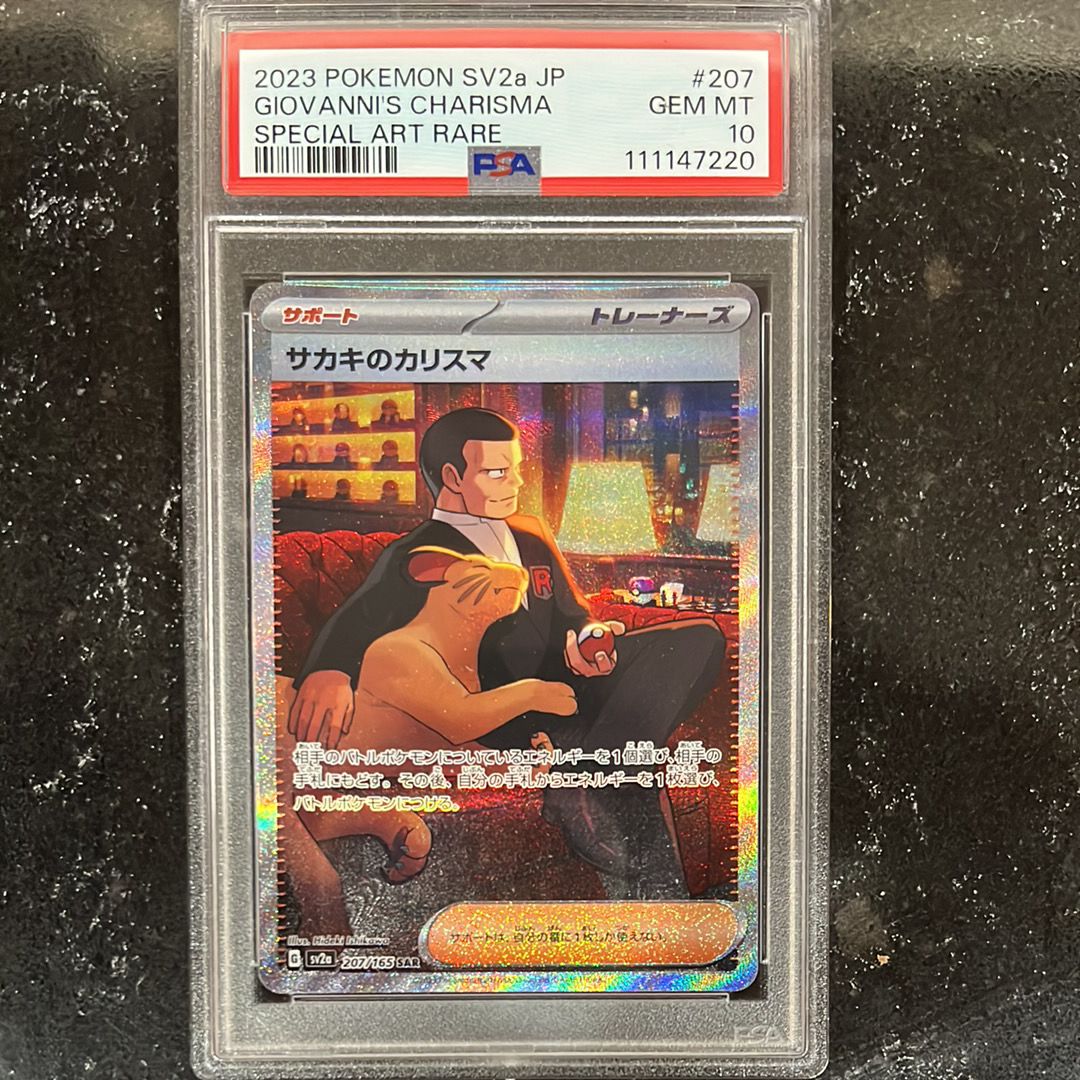 2023 POKEMON SV2a JP #207
GIOVANNI'S CHARISMA GEM MT
SPECIAL ART RARE 10
PSA 111147220
サポート トレーナーズ
サカキのカリスマ
R
相手のバトルポケモンについているエネルギーを1個選び、相手の
手札にもどす。その後、自分の手札からエネルギーを1枚選び、
バトルポケモンにつける。
サポートは、自分の番に1枚しか使えない。
Illus. Hideki Ishikawa
G sv2a 207/165 SAR
PSA